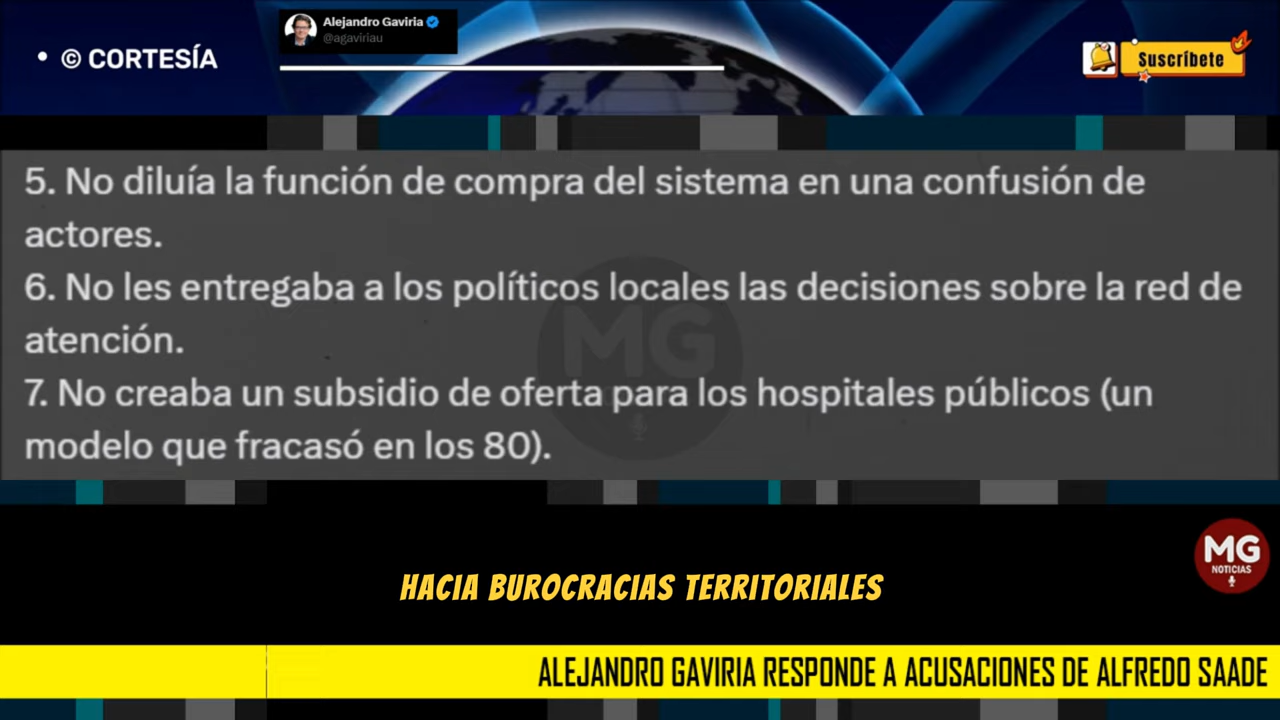 Alejandro Gaviria
@agaviriau
• © CORTESÍA
Suscríbete
5. No diluía la función de compra del sistema en una confusión de
actores.
6. No les entregaba a los políticos locales las decisiones sobre la red de
atención.
7. No creaba un subsidio de oferta para los hospitales públicos (un
modelo que fracasó en los 80).
MG
MG
NOTICIAS
HACIA BUROCRACIAS TERRITORIALES
ALEJANDRO GAVIRIA RESPONDE A ACUSACIONES DE ALFREDO SAADE